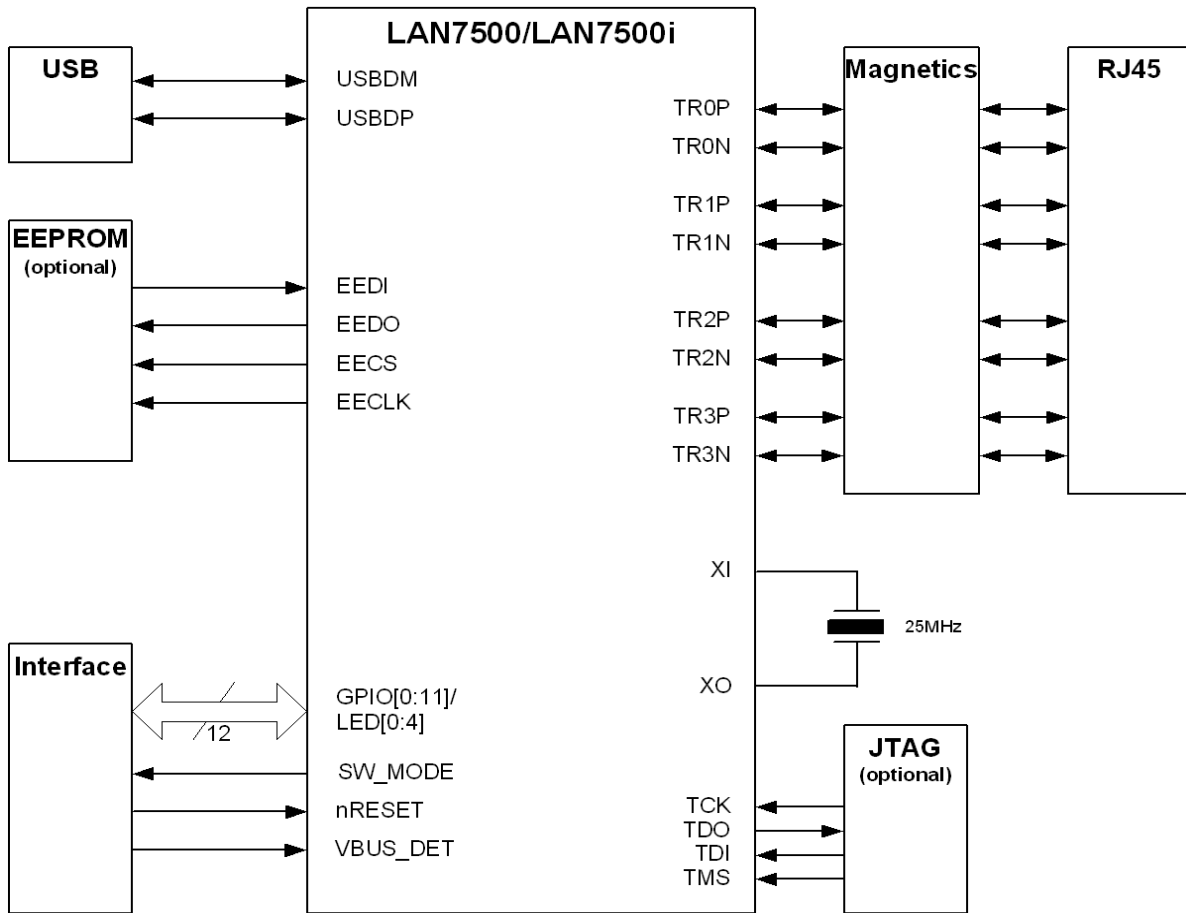 LAN7500/LAN7500i
USB
USBDM
USBDP
EEPROM
(optional)
EEDI
EEDO
EECS
EECLK
Interface
GPIO[0:11]/
LED[0:4]
12
SW_MODE
nRESET
VBUS_DET
Magnetics
RJ45
TR0P
TR0N
TR1P
TR1N
TR2P
TR2N
TR3P
TR3N
XI
25MHz
XO
JTAG
(optional)
TCK
TDO
TDI
TMS